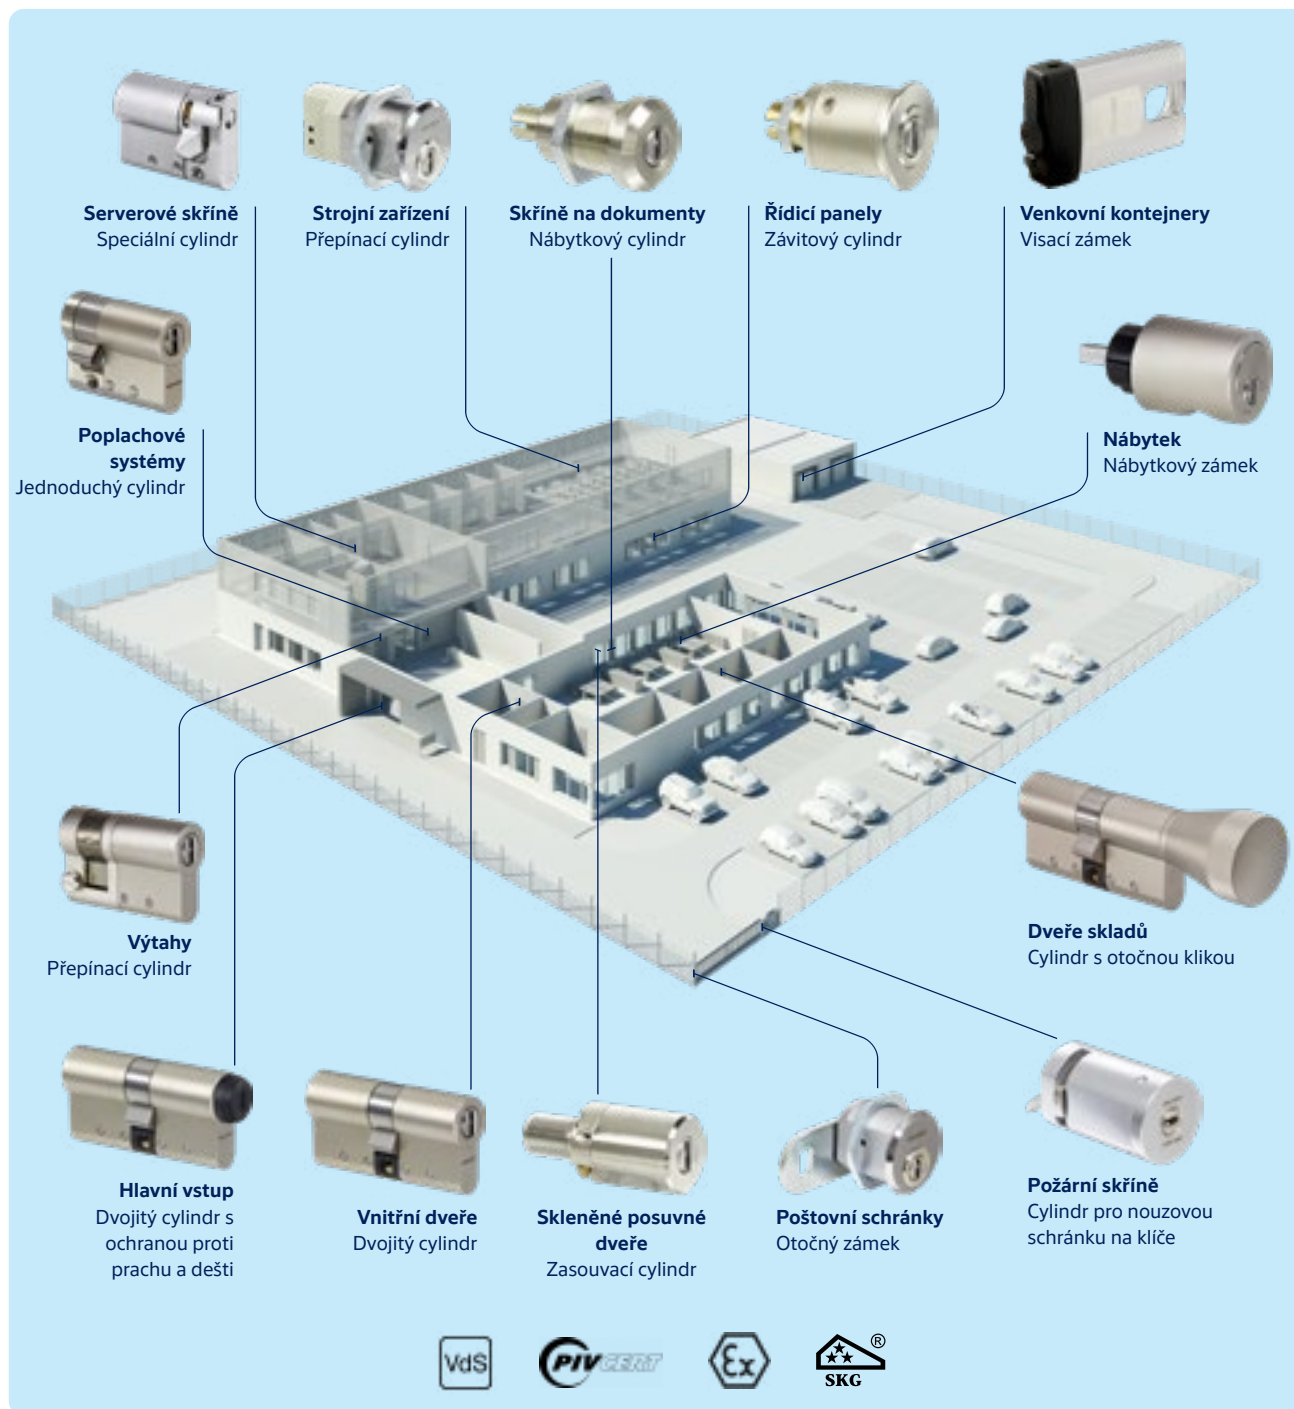 Serverové skříně
Speciální cylindr
Strojní zařízení
Přepínací cylindr
Skříně na dokumenty
Nábytkový cylindr
Řídicí panely
Závitový cylindr
Venkovní kontejnery
Visací zámek
Poplachové
systémy
Jednoduchý cylindr
Nábytek
Nábytkový zámek
Výtahy
Přepínací cylindr
Dveře skladů
Cylindr s otočnou klikou
Hlavní vstup
Dvojitý cylindr s
ochranou proti
prachu a dešti
Vnitřní dveře
Dvojitý cylindr
Skleněné posuvné
dveře
Zasouvací cylindr
Poštovní schránky
Otočný zámek
Požární skříně
Cylindr pro nouzovou
schránku na klíče
VdS
PIVCERT
Ex
SKG
®